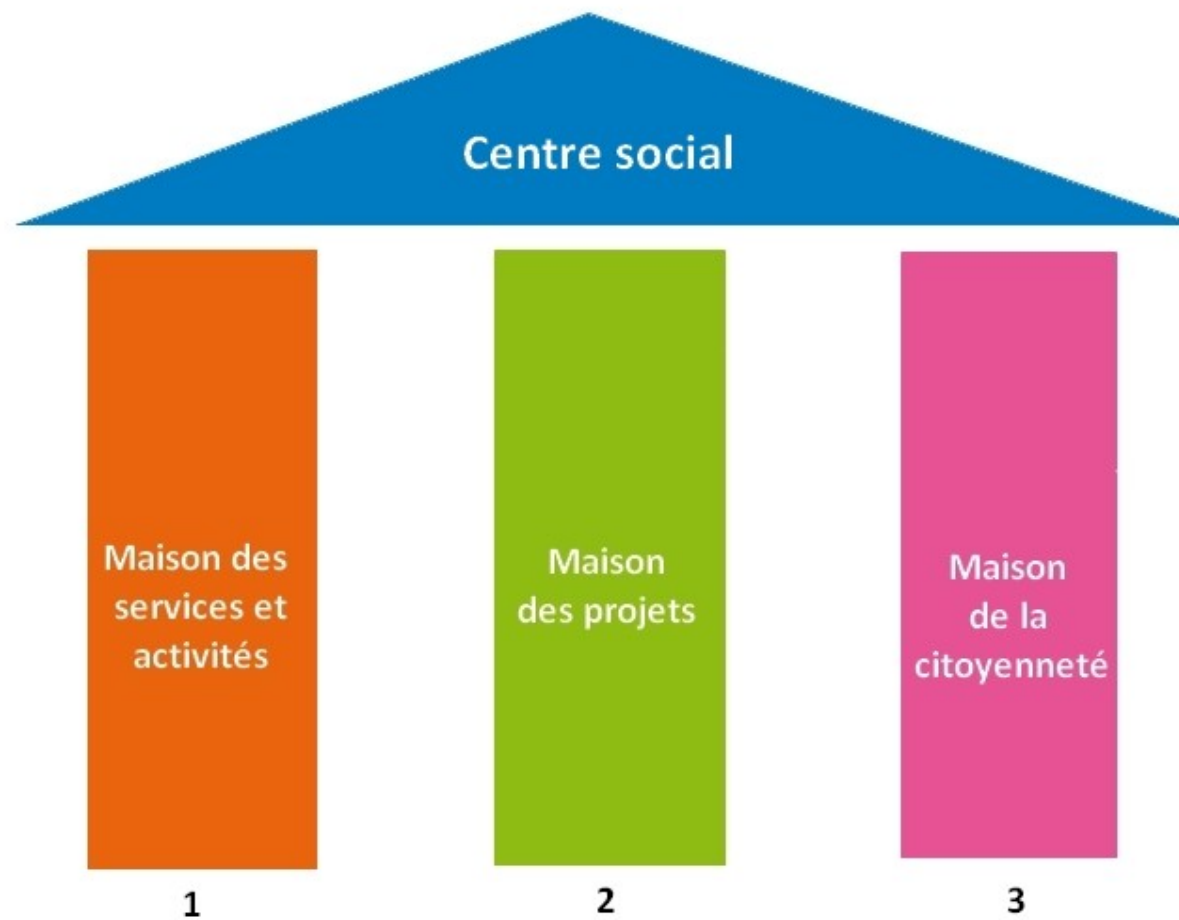 Centre social
Maison des
services et
activités
Maison
des projets
Maison
de la
citoyenneté
1
2
3